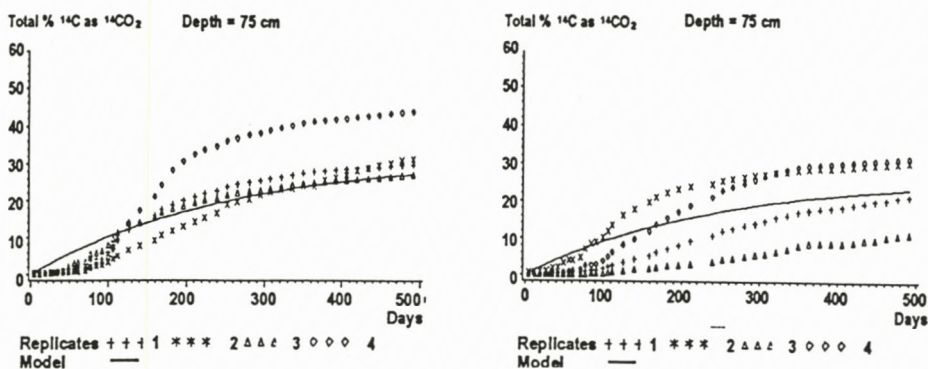 Total % ¹⁴C as ¹⁴CO₂ Depth = 75 cm
60
50
40
30
20
10
0
0 100 200 300 400 500
Days
Replicates + + + 1 * * * 2 △ △ △ 3 ◇ ◇ ◇ 4
Model
Total % ¹⁴C as ¹⁴CO₂ Depth = 75 cm
60
50
40
30
20
10
0
0 100 200 300 400 500
Days
Replicates + + + 1 * * * 2 △ △ △ 3 ◇ ◇ ◇ 4
Model